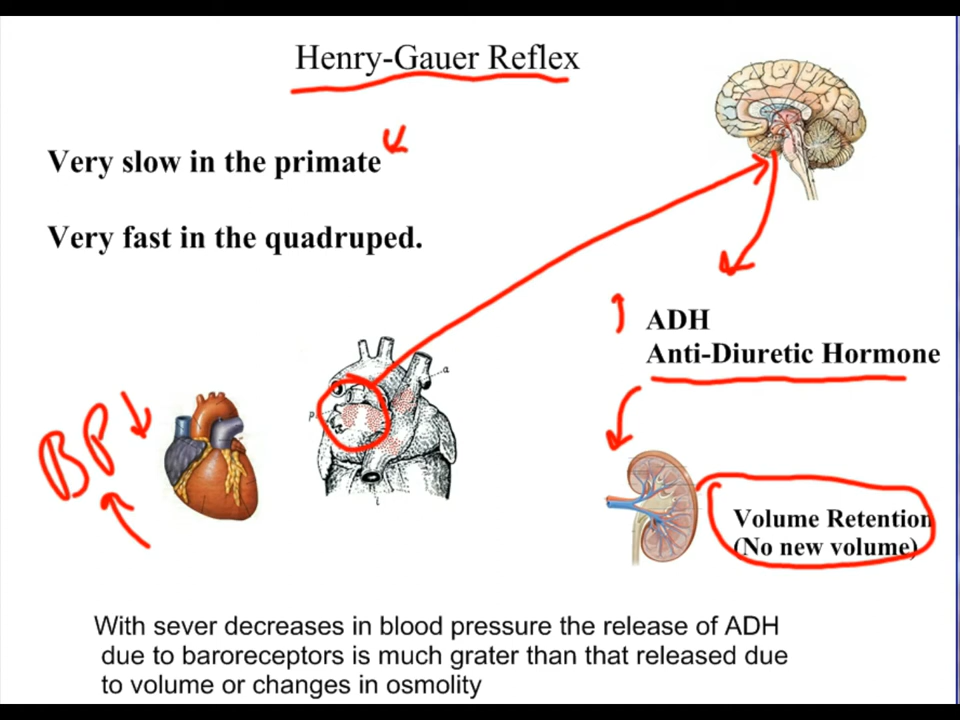 Henry-Gauer Reflex
Very slow in the primate
Very fast in the quadruped.
ADH
Anti-Diuretic Hormone
a
P
BP
l
Volume Retention
(No new volume)
With sever decreases in blood pressure the release of ADH
due to baroreceptors is much grater than that released due
to volume or changes in osmolity